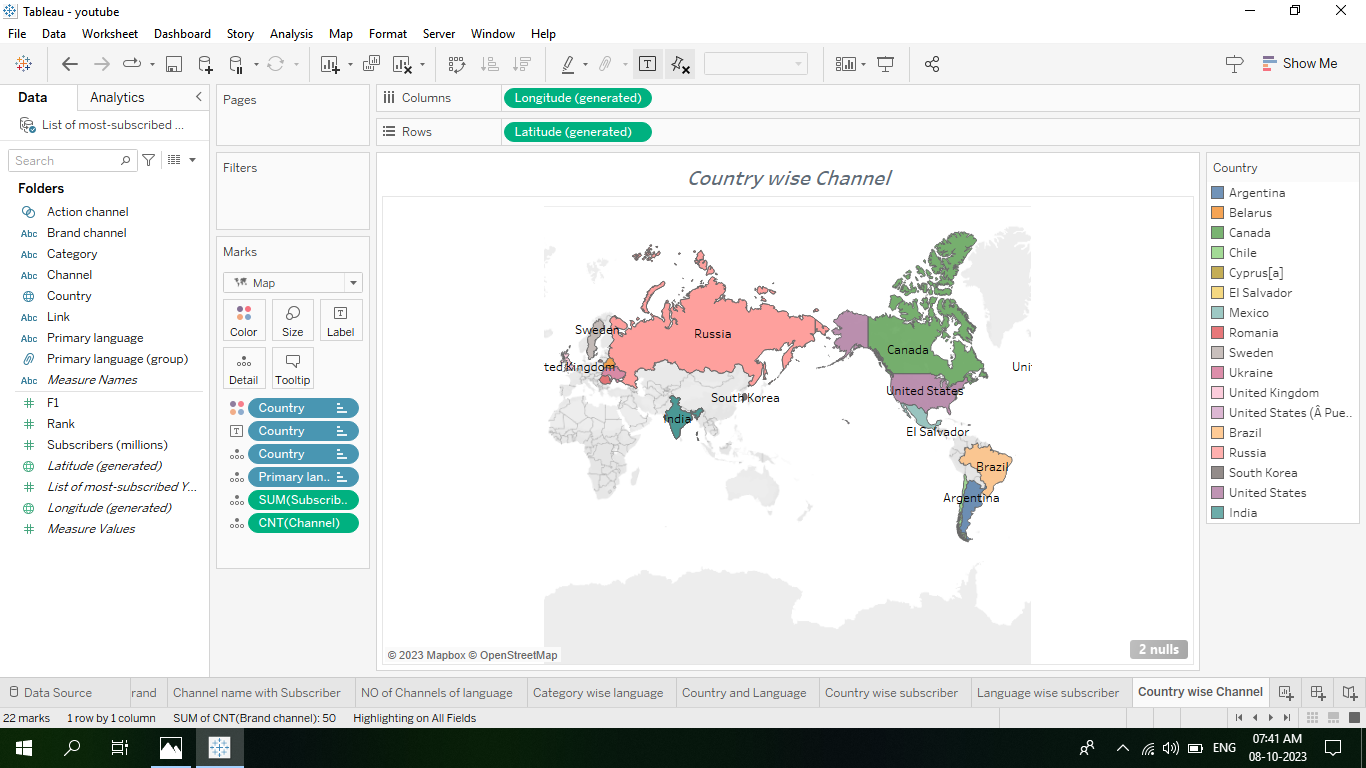 Tableau - youtube
File Data Worksheet Dashboard Story Analysis Map Format Server Window Help
Show Me
Data Analytics
List of most-subscribed ...
Search
Folders
Action channel
Abc Brand channel
Abc Category
Abc Channel
Country
Abc Link
Abc Primary language
Primary language (group)
Abc Measure Names
F1
Rank
Subscribers (millions)
Latitude (generated)
List of most-subscribed Y...
Longitude (generated)
Measure Values
Pages
Filters
Marks
Map
Color Size Label
Detail Tooltip
Country
Country
Country
Primary lan..
SUM(Subscrib..
CNT(Channel)
Columns Longitude (generated)
Rows Latitude (generated)
Country wise Channel
Sweden
Russia
Canada
ted Kingdom
Uni
South Korea
United States
India
El Salvador
Brazil
Argentina
© 2023 Mapbox © OpenStreetMap
2 nulls
Country
Argentina
Belarus
Canada
Chile
Cyprus[a]
El Salvador
Mexico
Romania
Sweden
Ukraine
United Kingdom
United States (Â Pue..
Brazil
Russia
South Korea
United States
India
Data Source rand Channel name with Subscriber NO of Channels of language Category wise language Country and Language Country wise subscriber Language wise subscriber Country wise Channel
22 marks 1 row by 1 column SUM of CNT(Brand channel): 50 Highlighting on All Fields
ENG
07:41 AM
08-10-2023